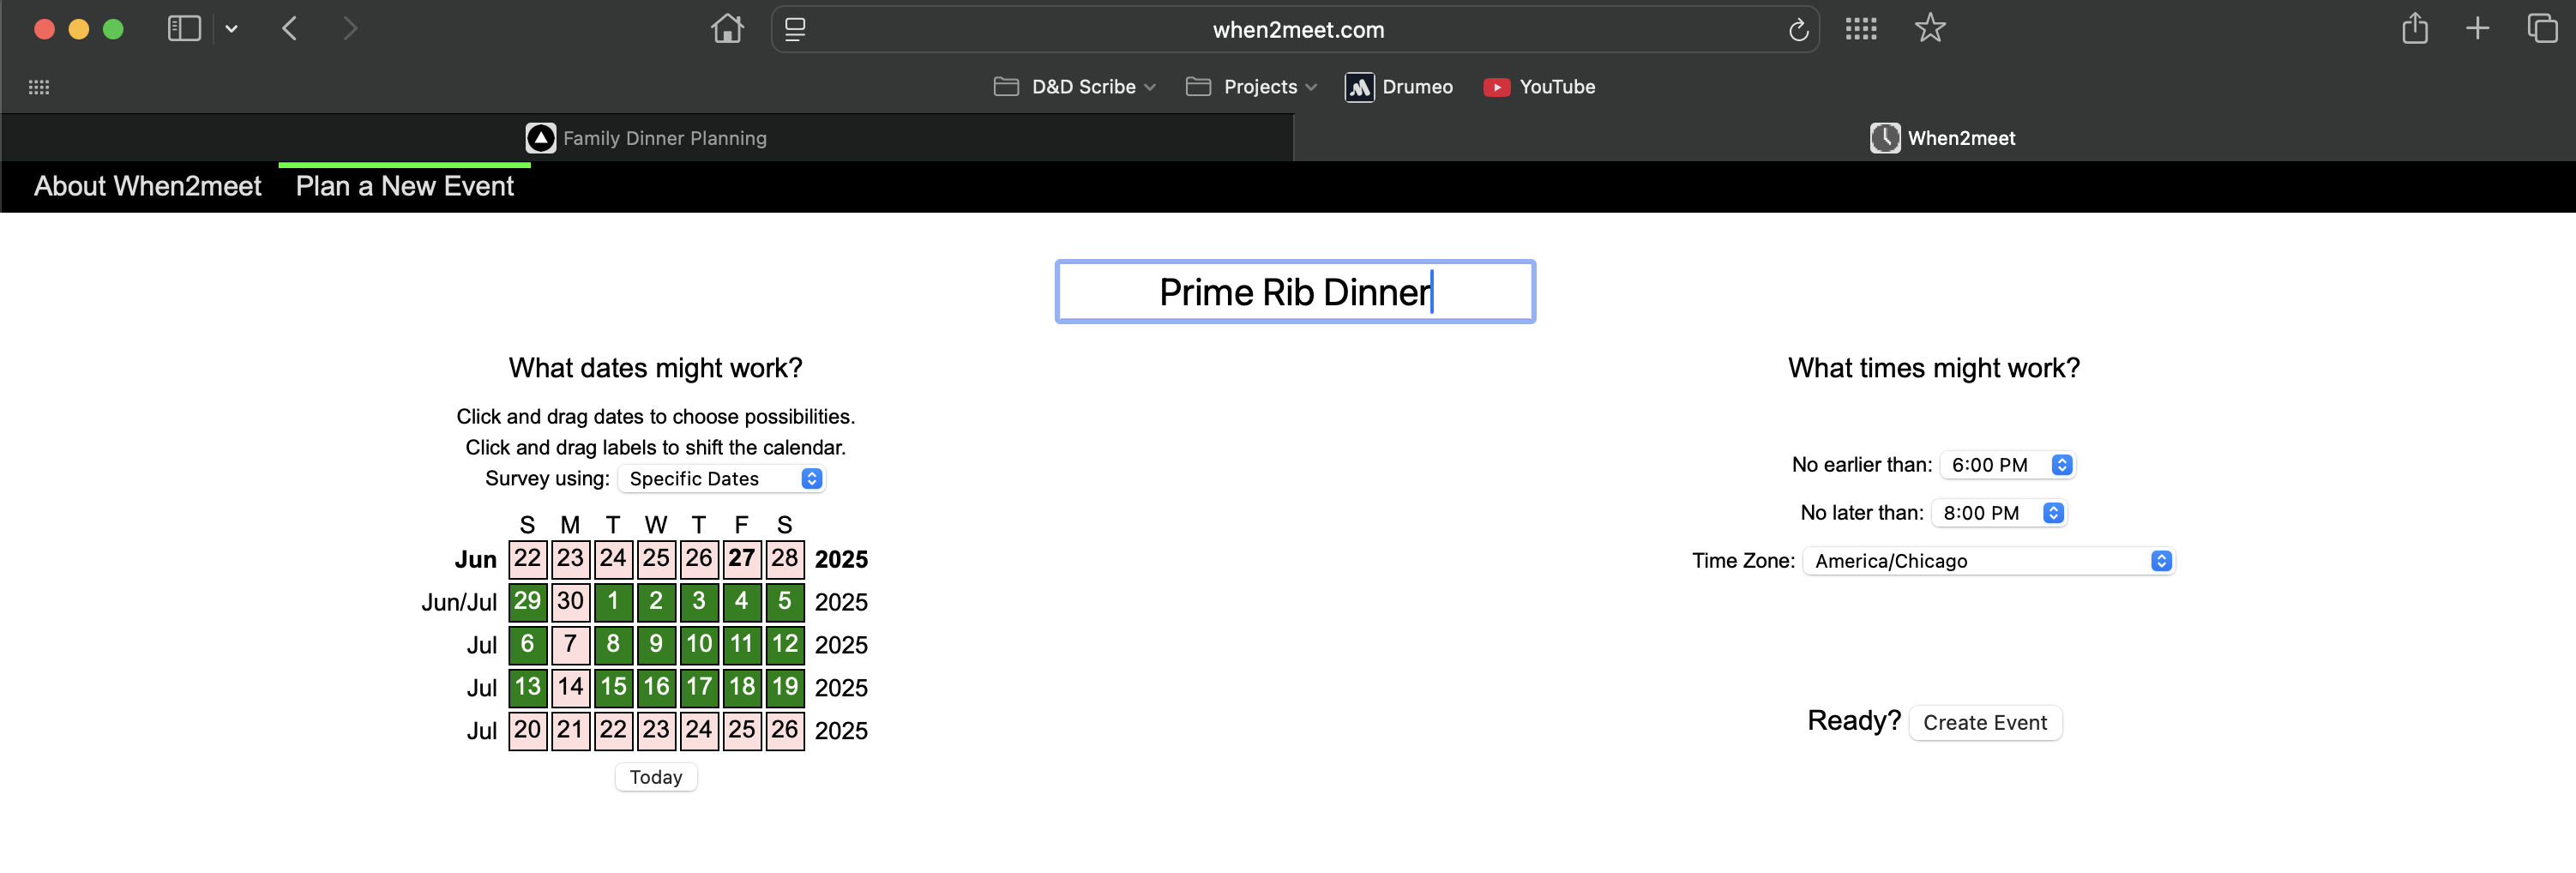 when2meet.com
D&D Scribe
Projects
Drumeo
YouTube
Family Dinner Planning
When2meet
About When2meet
Plan a New Event
Prime Rib Dinner
What dates might work?
Click and drag dates to choose possibilities.
Click and drag labels to shift the calendar.
Survey using: Specific Dates
S M T W T F S
Jun 22 23 24 25 26 27 28 2025
Jun/Jul 29 30 1 2 3 4 5 2025
Jul 6 7 8 9 10 11 12 2025
Jul 13 14 15 16 17 18 19 2025
Jul 20 21 22 23 24 25 26 2025
Today
What times might work?
No earlier than: 6:00 PM
No later than: 8:00 PM
Time Zone: America/Chicago
Ready? Create Event